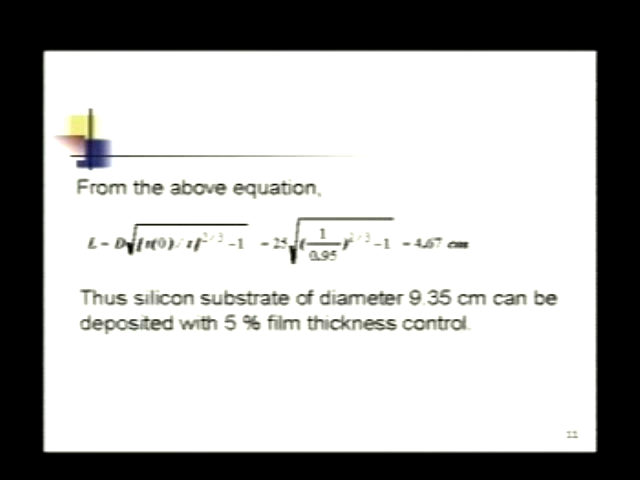 From the above equation,
L = D√[t(0)/t]^2/3 -1 = 25√(1/0.95)^2/3 -1 = 4.67 cm
Thus silicon substrate of diameter 9.35 cm can be
deposited with 5 % film thickness control.
11